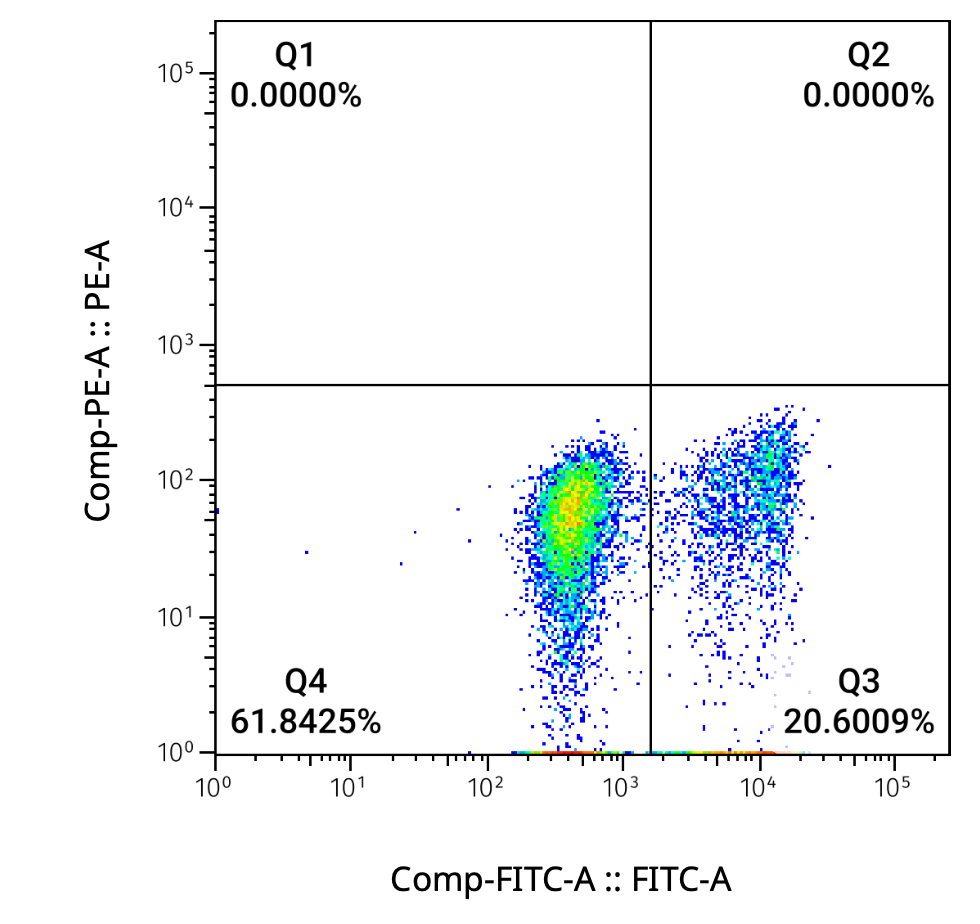 Q1
0.0000%
Q2
0.0000%
10⁵
10⁴
10³
10²
10¹
10⁰
Comp-PE-A :: PE-A
Q4
61.8425%
Q3
20.6009%
10⁰ 10¹ 10² 10³ 10⁴ 10⁵
Comp-FITC-A :: FITC-A